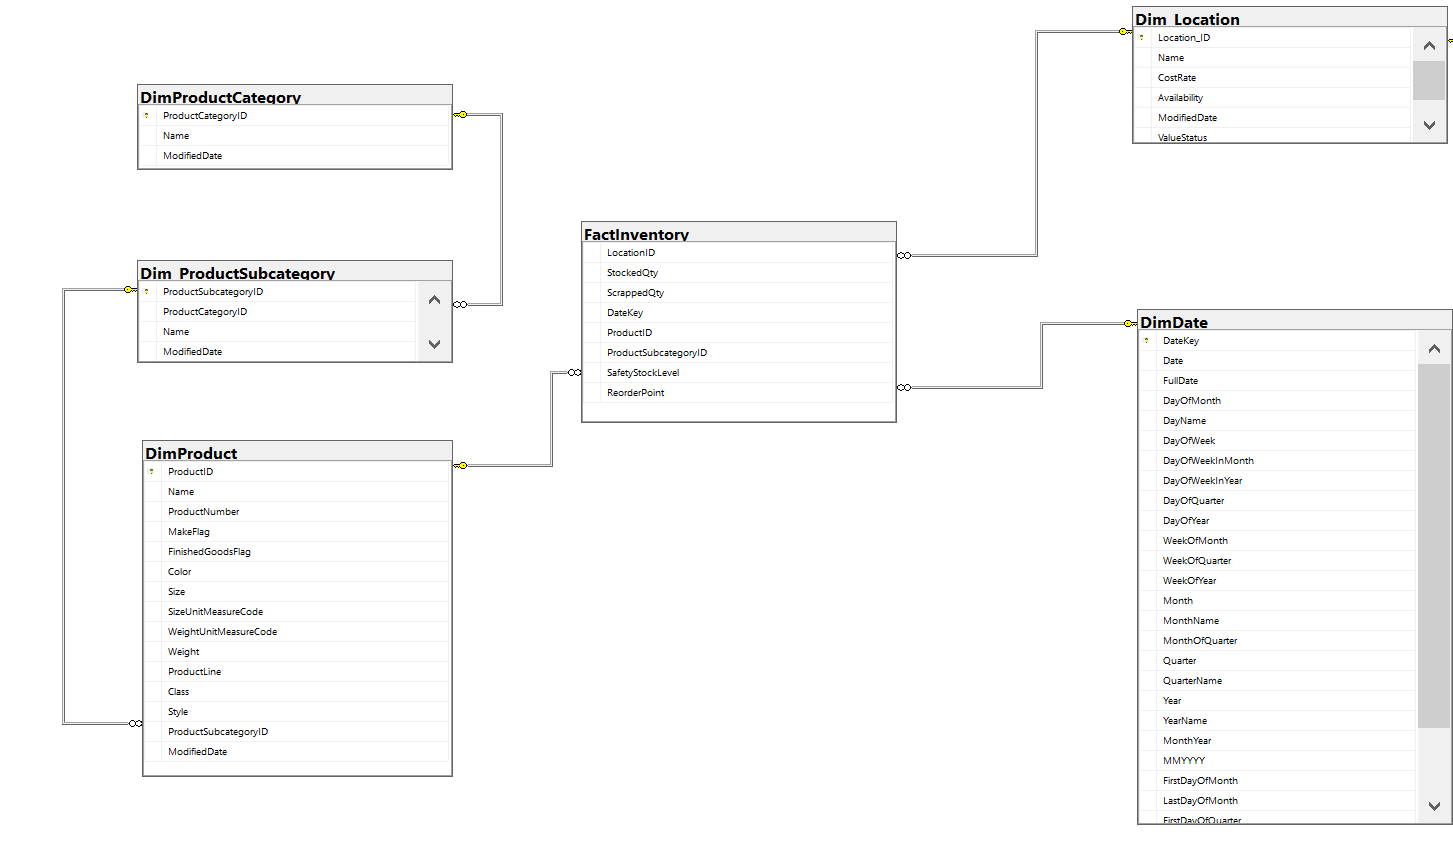 DimProductCategory
ProductCategoryID
Name
ModifiedDate
Dim_ProductSubcategory
ProductSubcategoryID
ProductCategoryID
Name
ModifiedDate
DimProduct
ProductID
Name
ProductNumber
MakeFlag
FinishedGoodsFlag
Color
Size
SizeUnitMeasureCode
WeightUnitMeasureCode
Weight
ProductLine
Class
Style
ProductSubcategoryID
ModifiedDate
FactInventory
LocationID
StockedQty
ScrappedQty
DateKey
ProductID
ProductSubcategoryID
SafetyStockLevel
ReorderPoint
Dim_Location
Location_ID
Name
CostRate
Availability
ModifiedDate
ValueStatus
DimDate
DateKey
Date
FullDate
DayOfMonth
DayName
DayOfWeek
DayOfWeekInMonth
DayOfWeekInYear
DayOfQuarter
DayOfYear
WeekOfMonth
WeekOfQuarter
WeekOfYear
Month
MonthName
MonthOfQuarter
Quarter
QuarterName
Year
YearName
MonthYear
MMYYYY
FirstDayOfMonth
LastDayOfMonth
FirstDayOfQuarter